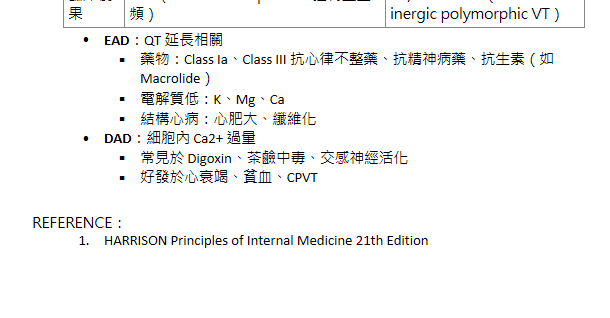 果
頻）
inergic polymorphic VT）
• EAD：QT 延長相關
▪ 藥物：Class Ia、Class III 抗心律不整藥、抗精神病藥、抗生素（如
Macrolide）
▪ 電解質低：K、Mg、Ca
▪ 結構心病：心肥大、纖維化
• DAD：細胞內 Ca2+ 過量
▪ 常見於 Digoxin、茶鹼中毒、交感神經活化
▪ 好發於心衰竭、貧血、CPVT
REFERENCE：
1. HARRISON Principles of Internal Medicine 21th Edition